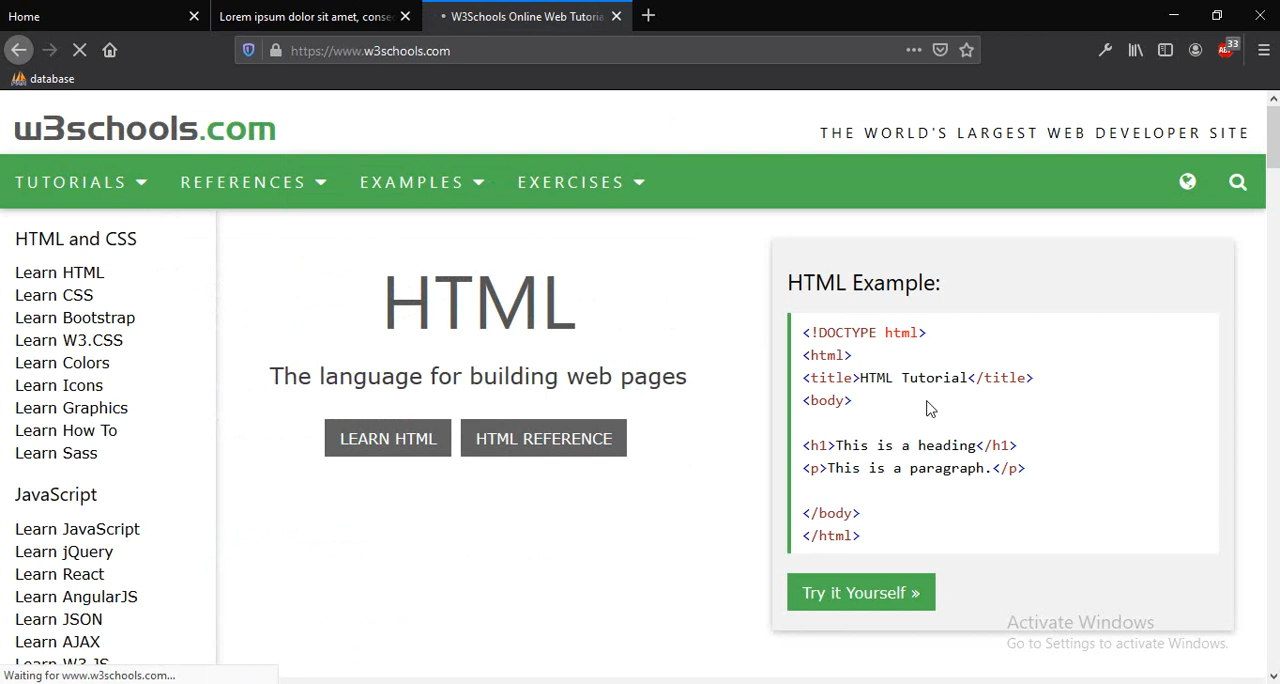 Home
Lorem ipsum dolor sit amet, conse
W3Schools Online Web Tutoria
https://www.w3schools.com
ABP
33
database
w3schools.com
THE WORLD'S LARGEST WEB DEVELOPER SITE
TUTORIALS REFERENCES EXAMPLES EXERCISES
HTML and CSS
Learn HTML
Learn CSS
Learn Bootstrap
Learn W3.CSS
Learn Colors
Learn Icons
Learn Graphics
Learn How To
Learn Sass
JavaScript
Learn JavaScript
Learn jQuery
Learn React
Learn AngularJS
Learn JSON
Learn AJAX
Learn W3.JS
HTML
The language for building web pages
LEARN HTML
HTML REFERENCE
HTML Example:
<!DOCTYPE html>
<html>
<title>HTML Tutorial</title>
<body>
<h1>This is a heading</h1>
<p>This is a paragraph.</p>
</body>
</html>
Try it Yourself »
Activate Windows
Go to Settings to activate Windows.
Waiting for www.w3schools.com...